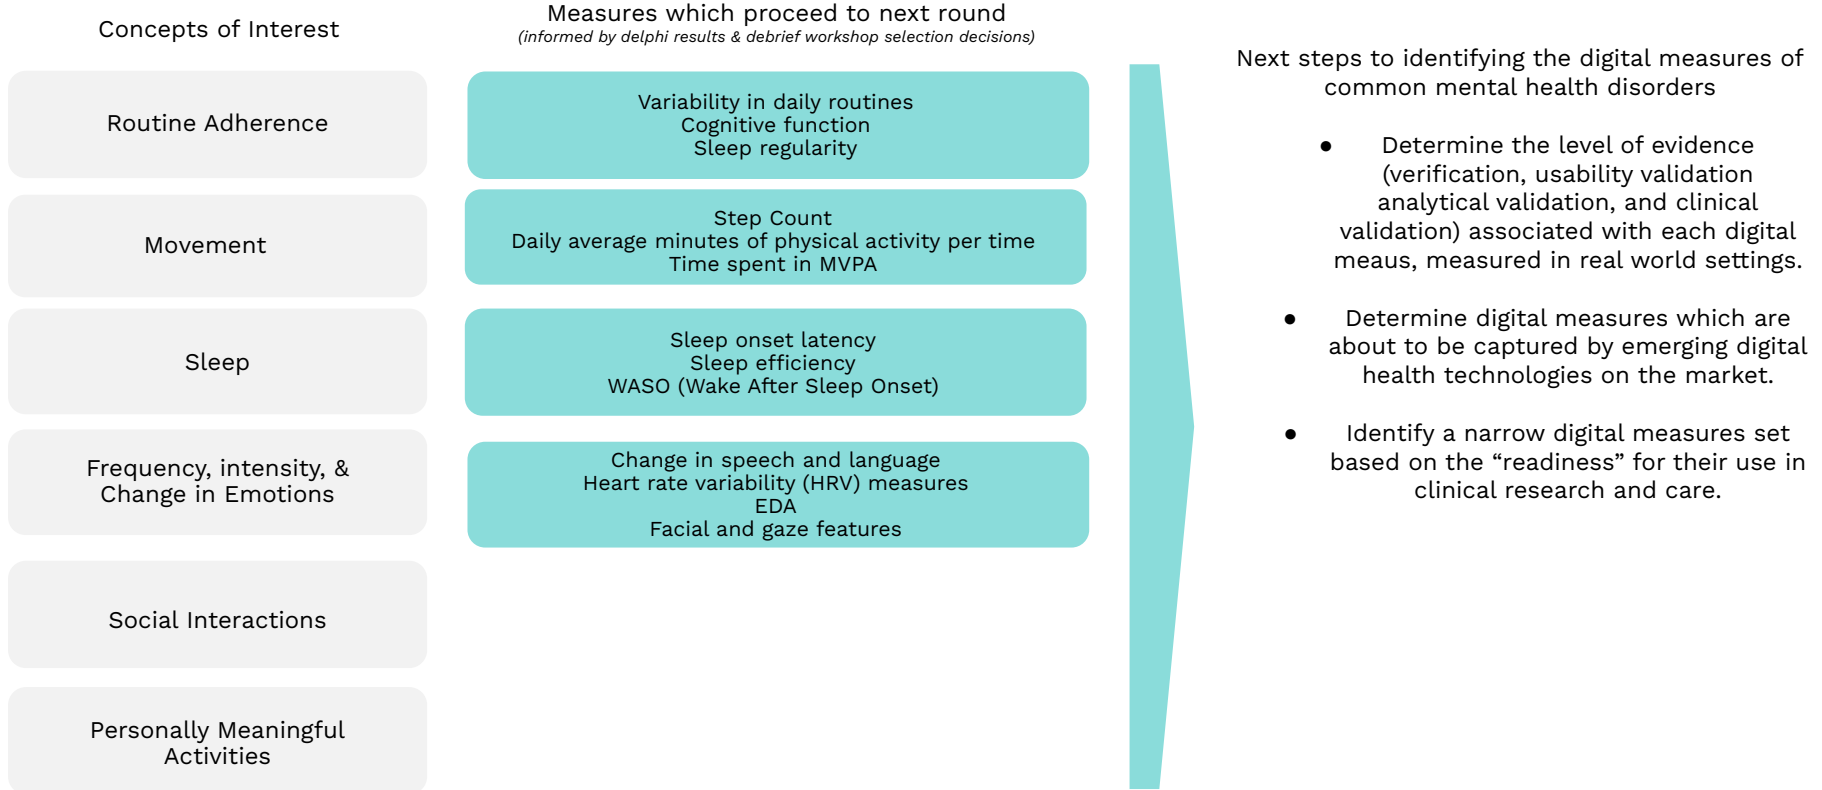 Concepts of Interest
Measures which proceed to next round
(informed by delphi results & debrief workshop selection decisions)
Routine Adherence
Variability in daily routines
Cognitive function
Sleep regularity
Movement
Step Count
Daily average minutes of physical activity per time
Time spent in MVPA
Sleep
Sleep onset latency
Sleep efficiency
WASO (Wake After Sleep Onset)
Frequency, intensity, &
Change in Emotions
Change in speech and language
Heart rate variability (HRV) measures
EDA
Facial and gaze features
Social Interactions
Personally Meaningful
Activities
Next steps to identifying the digital measures of
common mental health disorders
● Determine the level of evidence
(verification, usability validation
analytical validation, and clinical
validation) associated with each digital
meaus, measured in real world settings.
● Determine digital measures which are
about to be captured by emerging digital
health technologies on the market.
● Identify a narrow digital measures set
based on the “readiness” for their use in
clinical research and care.